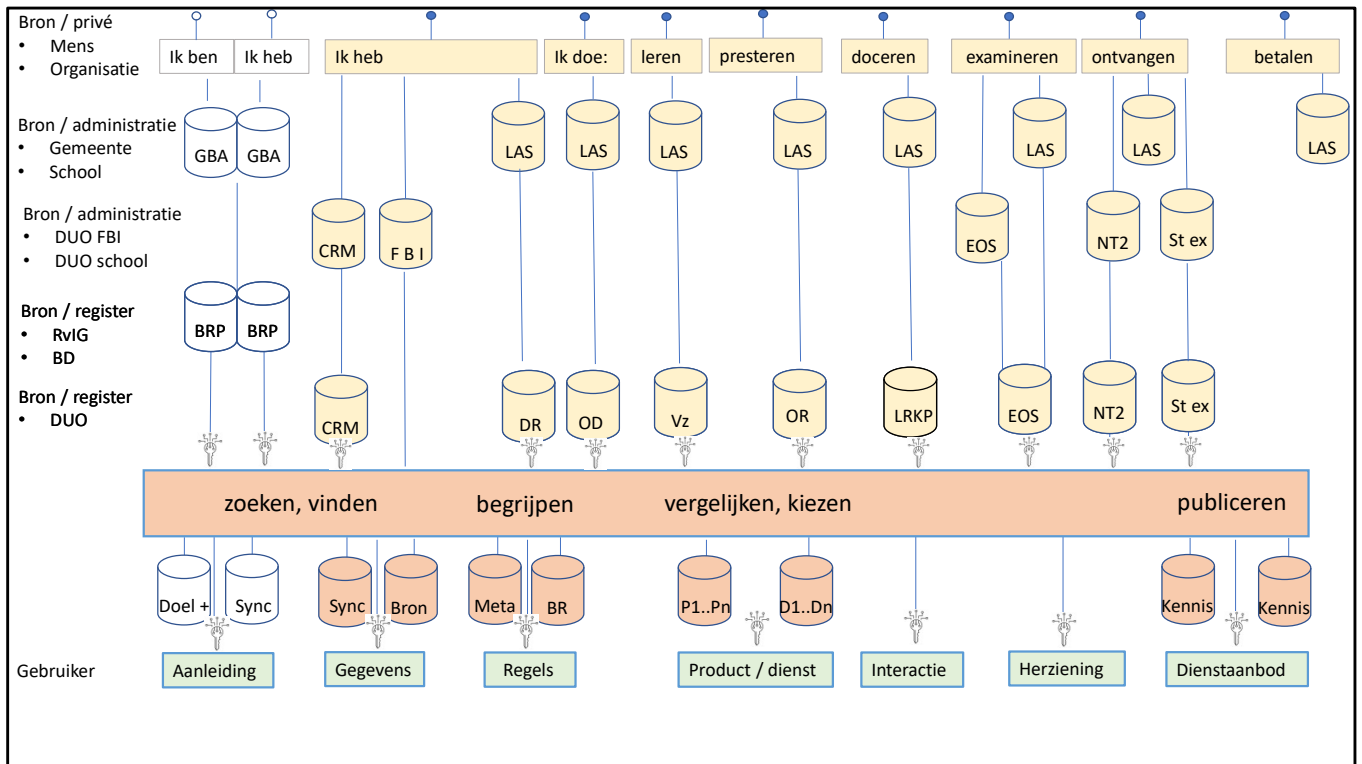 Bron / privé
• Mens
• Organisatie
Ik ben
Ik heb
Ik heb
Ik doe:
leren
presteren
doceren
examineren
ontvangen
betalen
Bron / administratie
• Gemeente
• School
GBA
GBA
LAS
LAS
LAS
LAS
LAS
LAS
LAS
LAS
Bron / administratie
• DUO FBI
• DUO school
CRM
F B I
EOS
NT2
St ex
Bron / register
• RvIG
• BD
BRP
BRP
Bron / register
• DUO
CRM
DR
OD
Vz
OR
LRKP
EOS
NT2
St ex
zoeken, vinden
begrijpen
vergelijken, kiezen
publiceren
Doel +
Sync
Sync
Bron
Meta
BR
P1..Pn
D1..Dn
Kennis
Kennis
Gebruiker
Aanleiding
Gegevens
Regels
Product / dienst
Interactie
Herziening
Dienstaanbod